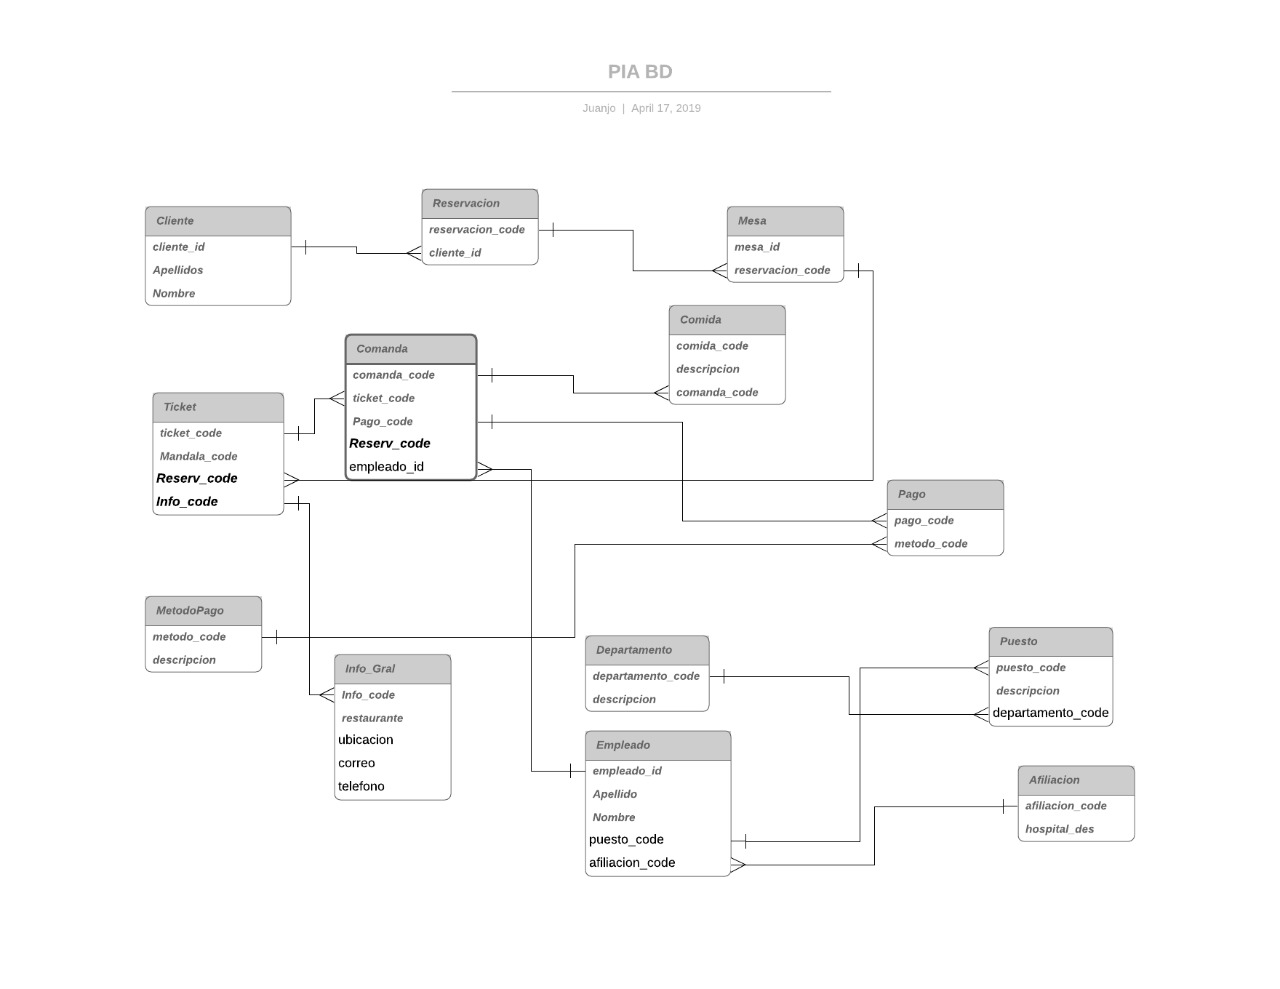 PIA BD
Juanjo | April 17, 2019
Cliente
cliente_id
Apellidos
Nombre
Reservacion
reservacion_code
cliente_id
Mesa
mesa_id
reservacion_code
Comida
comida_code
descripcion
comanda_code
Comanda
comanda_code
ticket_code
Pago_code
Reserv_code
empleado_id
Ticket
ticket_code
Mandala_code
Reserv_code
Info_code
Pago
pago_code
metodo_code
MetodoPago
metodo_code
descripcion
Info_Gral
Info_code
restaurante
ubicacion
correo
telefono
Departamento
departamento_code
descripcion
Puesto
puesto_code
descripcion
departamento_code
Empleado
empleado_id
Apellido
Nombre
puesto_code
afiliacion_code
Afiliacion
afiliacion_code
hospital_des